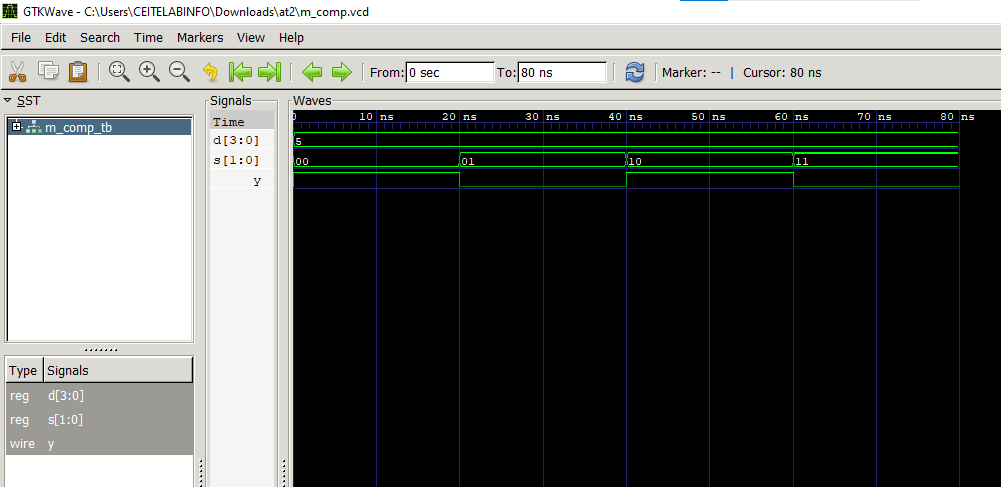 GTKWave - C:\Users\CEITELABINFO\Downloads\at2\m_comp.vcd
File Edit Search Time Markers View Help
From: 0 sec To: 80 ns Marker: -- | Cursor: 80 ns
SST
m_comp_tb
Type Signals
reg d[3:0]
reg s[1:0]
wire y
Signals
Time
d[3:0]
s[1:0]
y
Waves
0 10 ns 20 ns 30 ns 40 ns 50 ns 60 ns 70 ns 80 ns
5
00 01 10 11